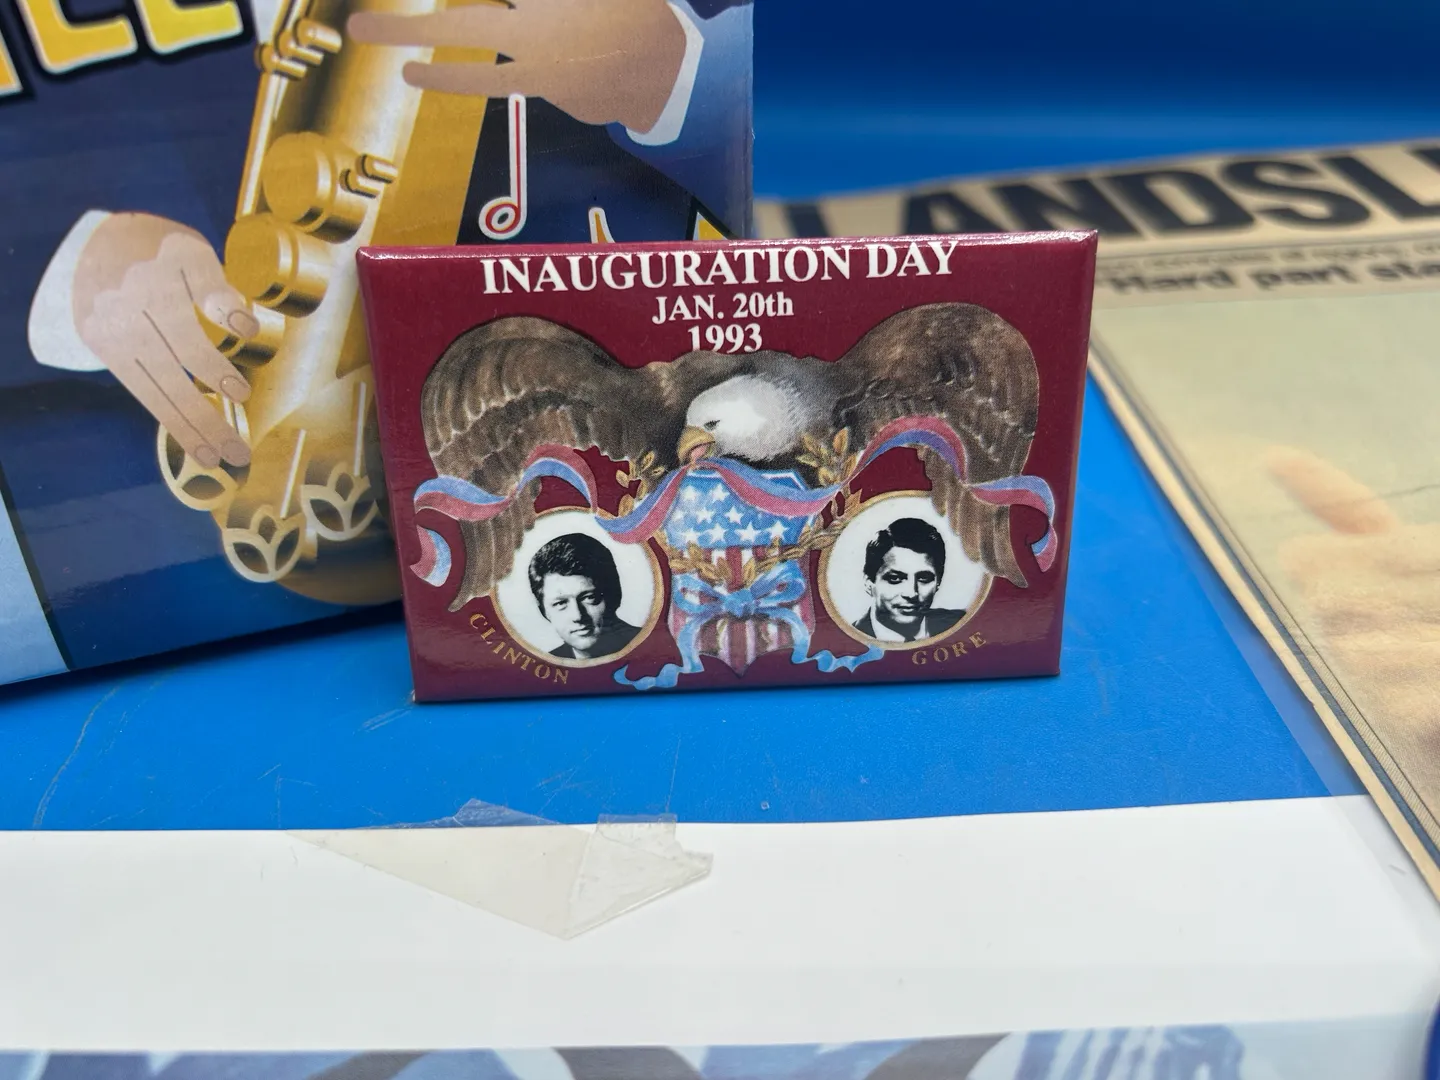 LANDSL
Hard part sta
INAUGURATION DAY
JAN. 20th
1993
CLINTON
GORE